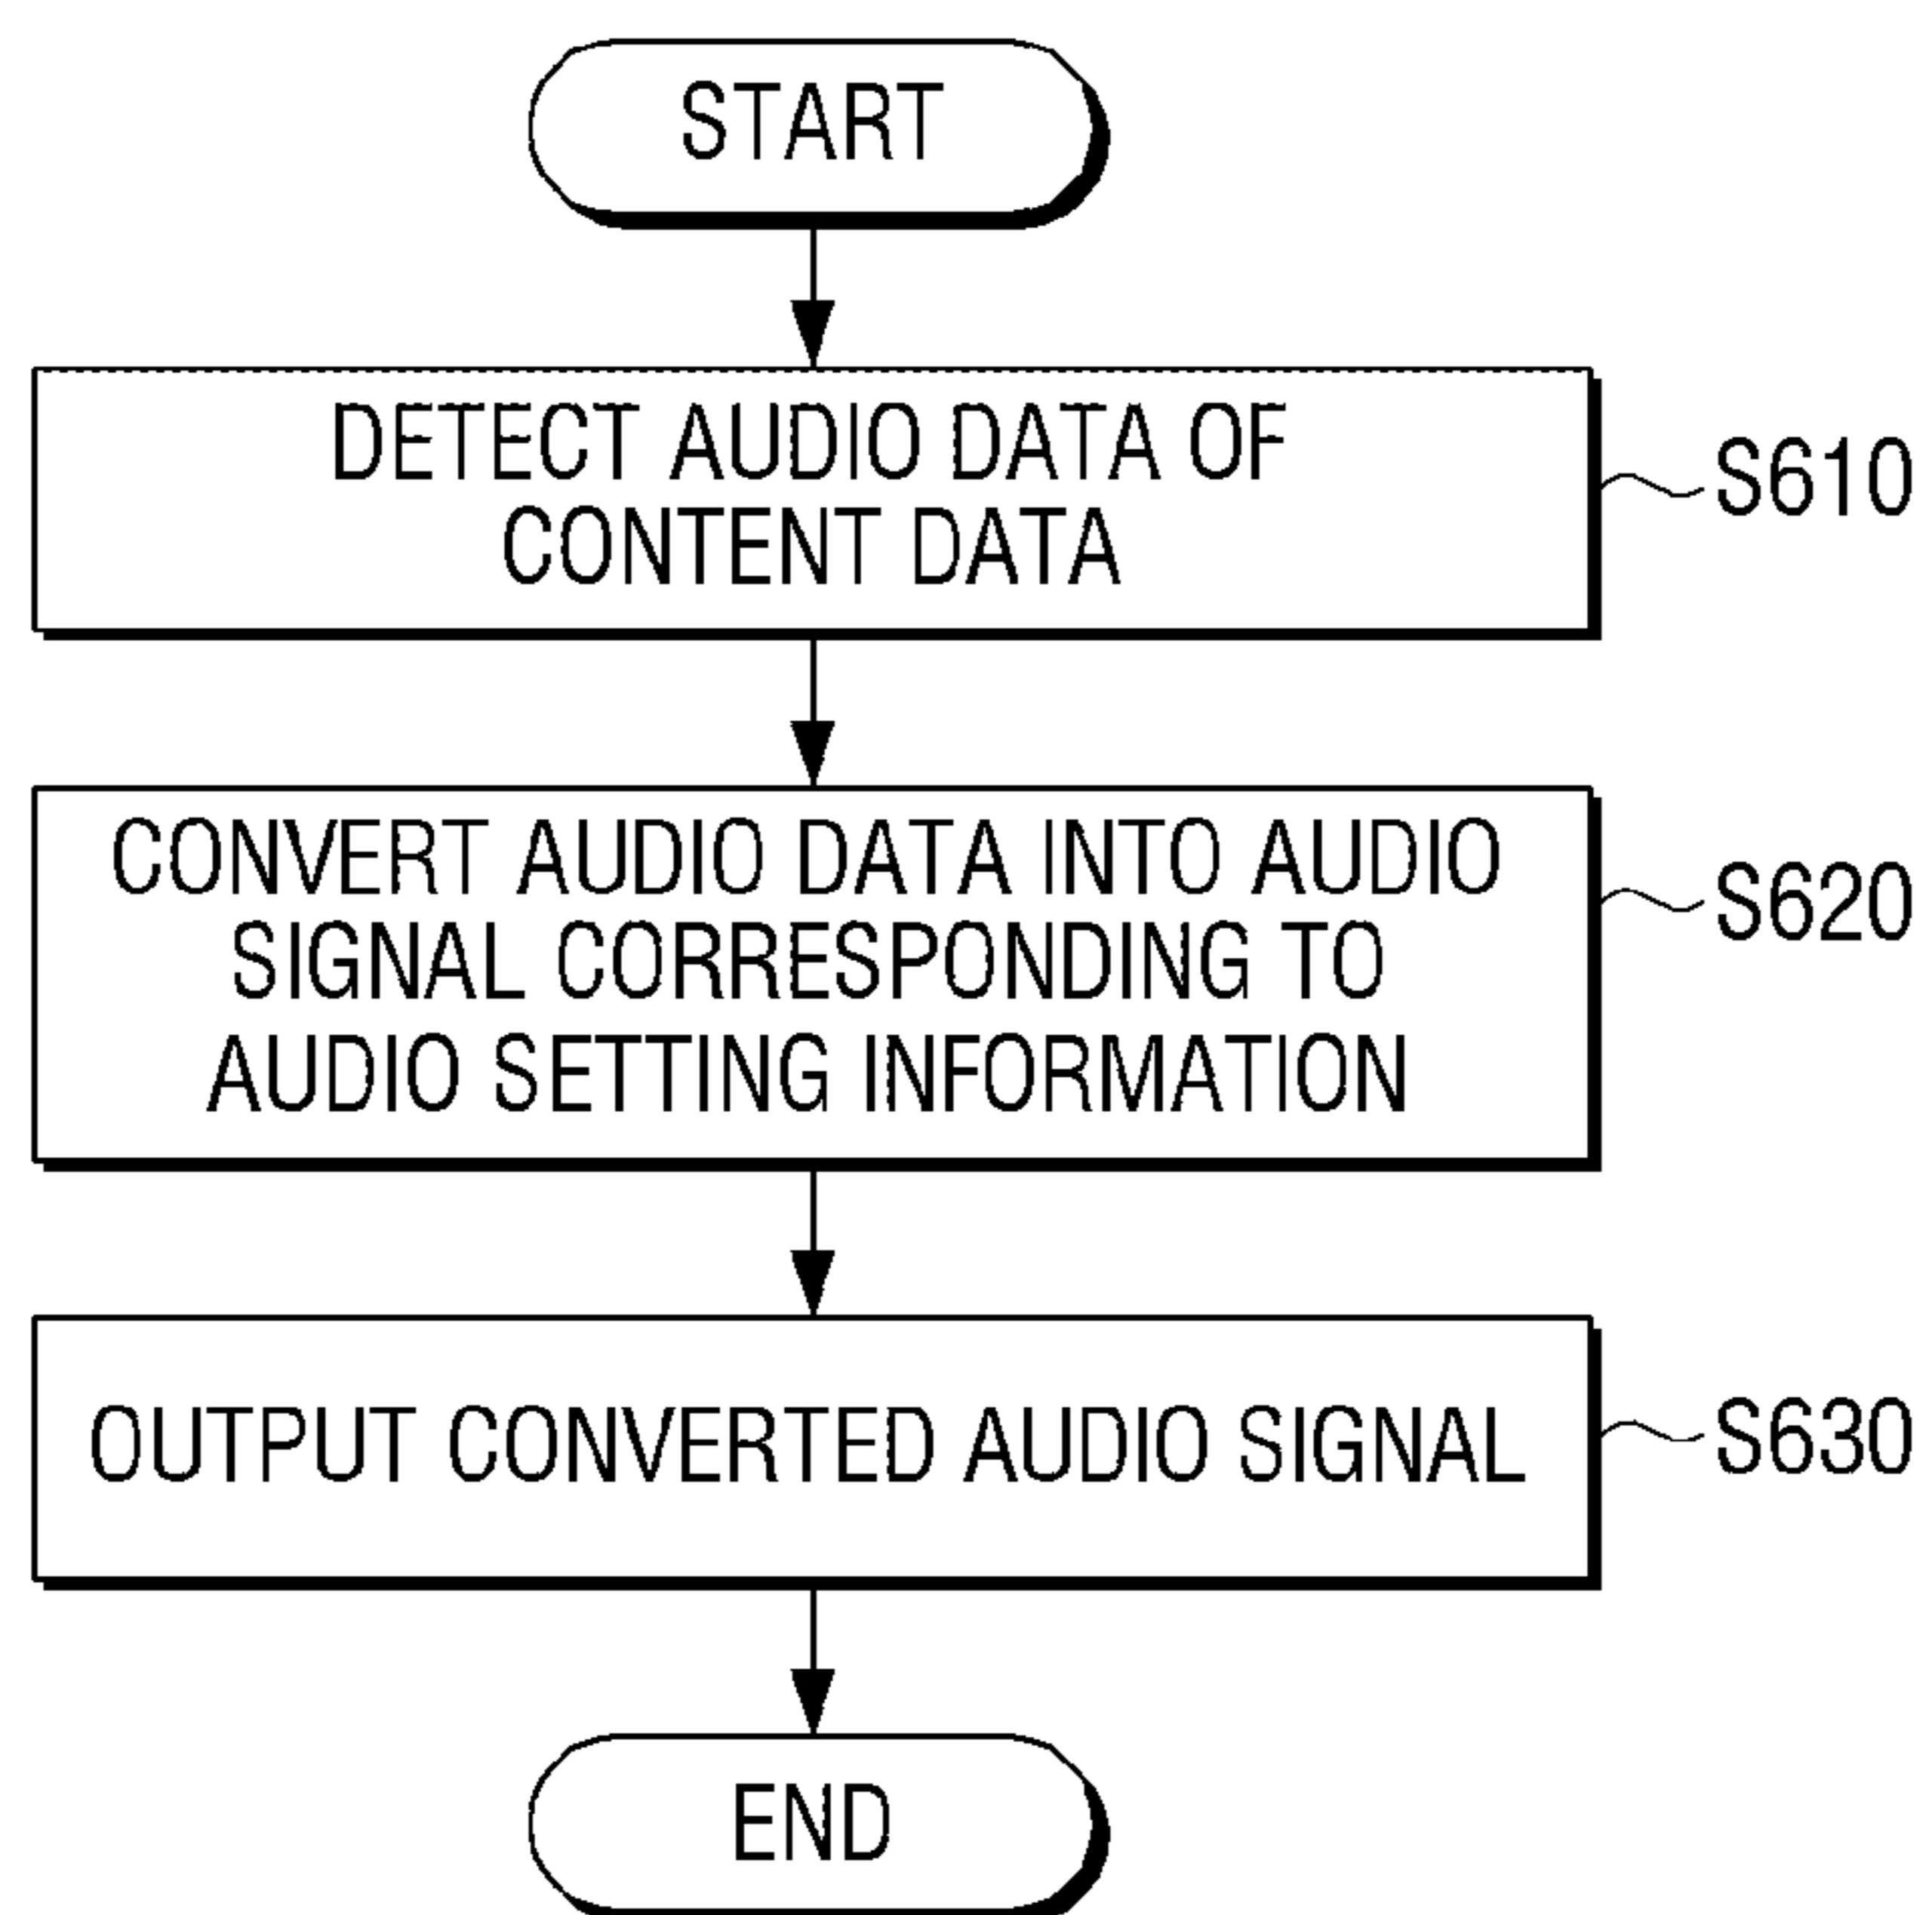 START
DETECT AUDIO DATA OF
CONTENT DATA
S610
CONVERT AUDIO DATA INTO AUDIO
SIGNAL CORRESPONDING TO
AUDIO SETTING INFORMATION
S620
OUTPUT CONVERTED AUDIO SIGNAL
S630
END